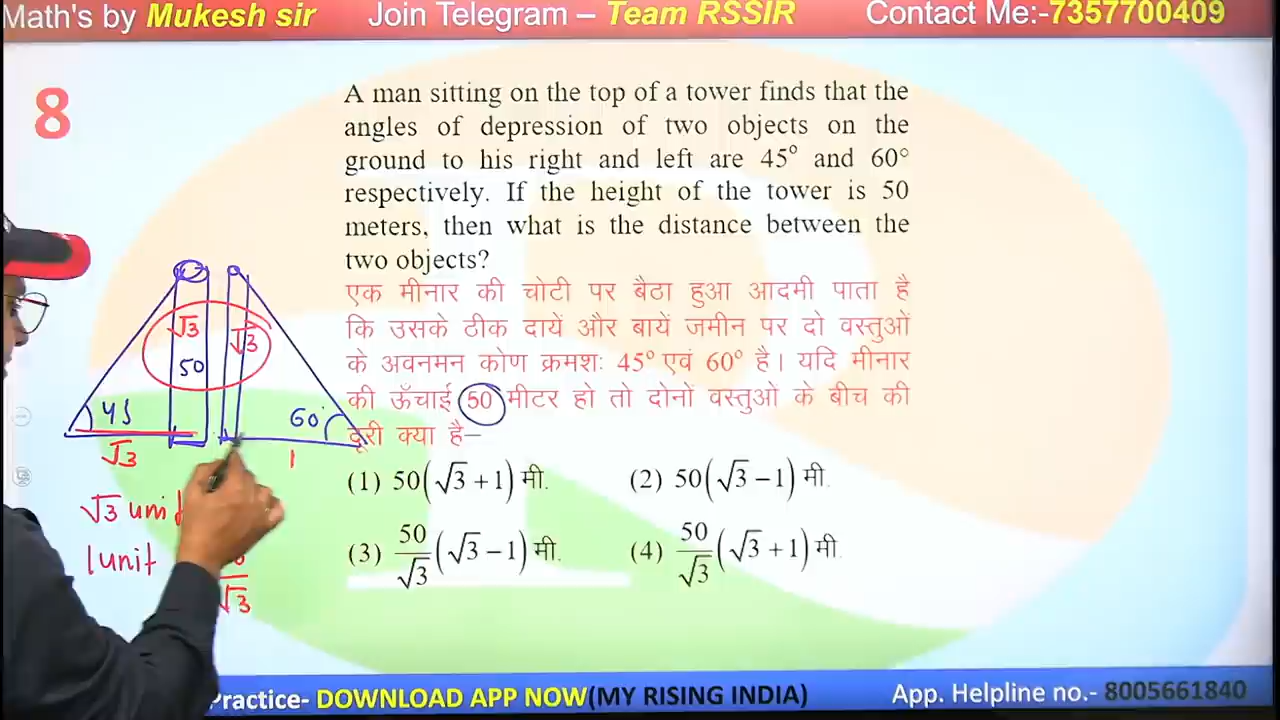 Math's by Mukesh sir Join Telegram – Team RSSIR Contact Me:-7357700409
8
A man sitting on the top of a tower finds that the
angles of depression of two objects on the
ground to his right and left are 45° and 60°
respectively. If the height of the tower is 50
meters, then what is the distance between the
two objects?
एक मीनार की चोटी पर बैठा हुआ आदमी पाता है
कि उसके ठीक दायें और बायें जमीन पर दो वस्तुओं
के अवनमन कोण क्रमशः 45° एवं 60° है। यदि मीनार
की ऊँचाई 50 मीटर हो तो दोनों वस्तुओं के बीच की
दूरी क्या है–
(1) 50(√3 + 1) मी. (2) 50(√3 – 1) मी.
(3) 50/√3 (√3 – 1) मी. (4) 50/√3 (√3 + 1) मी.
√3 √3
50
45 60°
√3 1
√3 uni
1 unit
√3
Practice- DOWNLOAD APP NOW(MY RISING INDIA) App. Helpline no.- 8005661840